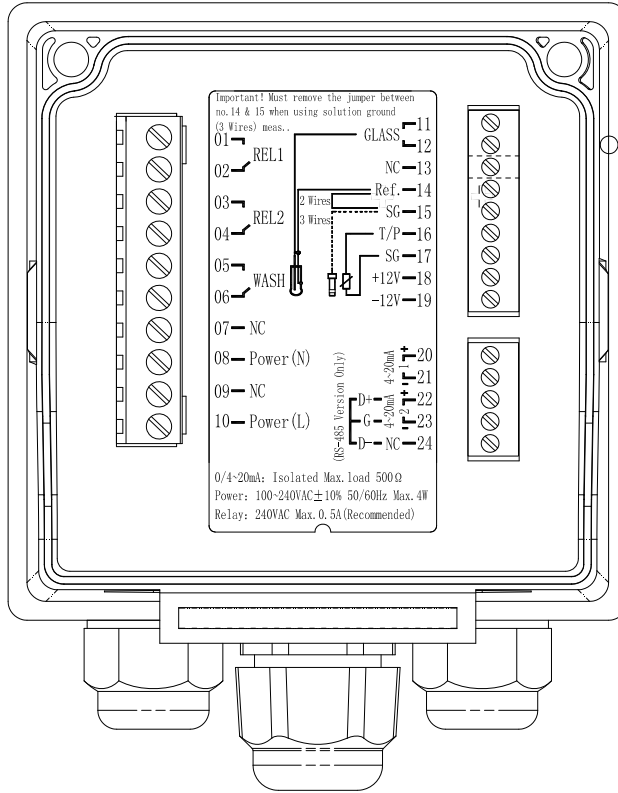 Important! Must remove the jumper between
no.14 & 15 when using solution ground
(3 Wires) meas..
01
REL1
02
03
REL2
04
05
WASH
06
07 NC
08 Power(N)
09 NC
10 Power(L)
GLASS 11
12
NC 13
Ref. 14
2 Wires
SG 15
3 Wires
T/P 16
SG 17
+12V 18
-12V 19
(RS-485 Version Only)
4~20mA
+ 20
1
- 21
4~20mA
D+ + 22
2
G - 23
D- NC 24
0/4~20mA: Isolated Max.load 500Ω
Power: 100~240VAC±10% 50/60Hz Max.4W
Relay: 240VAC Max.0.5A(Recommended)